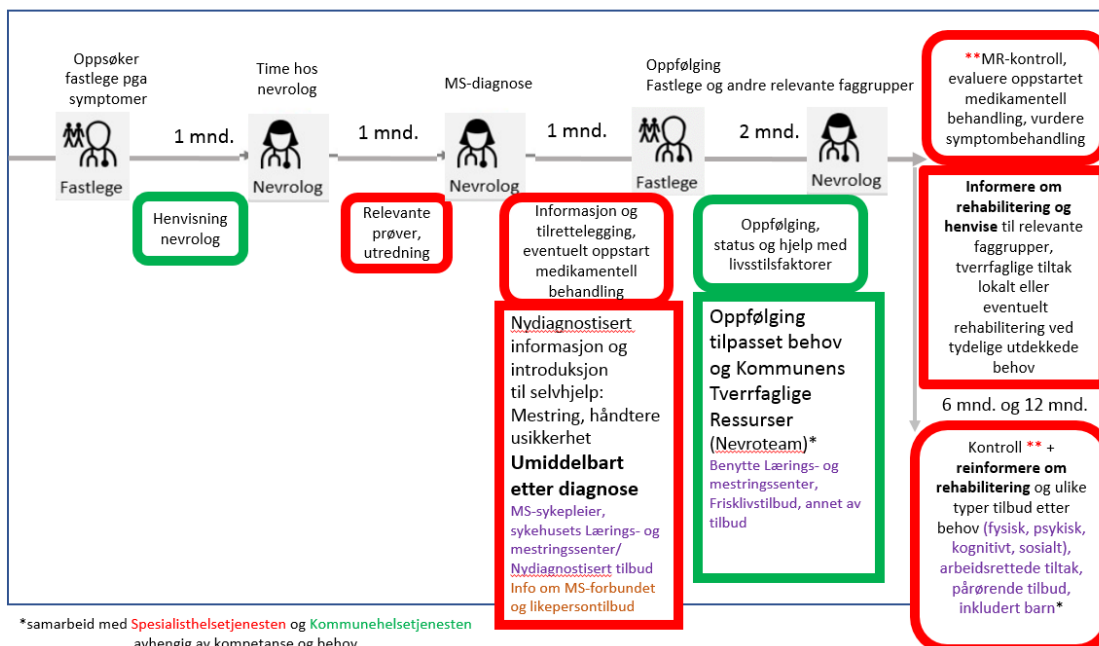 Oppsøker
fastlege pga
symptomer
Fastlege
1 mnd.
Henvisning
nevrolog
Time hos
nevrolog
Nevrolog
1 mnd.
Relevante
prøver,
utredning
MS-diagnose
Nevrolog
1 mnd.
Informasjon og
tilrettelegging,
eventuelt oppstart
medikamentell
behandling
Nydiagnostisert
informasjon og
introduksjon
til selvhjelp:
Mestring, håndtere
usikkerhet
Umiddelbart
etter diagnose
MS-sykepleier,
sykehusets Lærings- og
mestringssenter/
Nydiagnostisert tilbud
Info om MS-forbundet
og likepersontilbud
Oppfølging
Fastlege og andre relevante faggrupper
Fastlege
2 mnd.
Nevrolog
Oppfølging,
status og hjelp med
livsstilsfaktorer
Oppfølging
tilpasset behov
og Kommunens
Tverrfaglige
Ressurser
(Nevroteam)*
Benytte Lærings- og
mestringssenter,
Frisklivstilbud, annet av
tilbud
**MR-kontroll,
evaluere oppstartet
medikamentell
behandling, vurdere
symptombehandling
Informere om
rehabilitering og
henvise til relevante
faggrupper,
tverrfaglige tiltak
lokalt eller
eventuelt
rehabilitering ved
tydelige utdekkede
behov
6 mnd. og 12 mnd.
Kontroll ** +
reinformere om
rehabilitering og ulike
typer tilbud etter
behov (fysisk, psykisk,
kognitivt, sosialt),
arbeidsrettede tiltak,
pårørende tilbud,
inkludert barn*
*samarbeid med Spesialisthelsetjenesten og Kommunehelsetjenesten
avhengig av kompetanse og behov